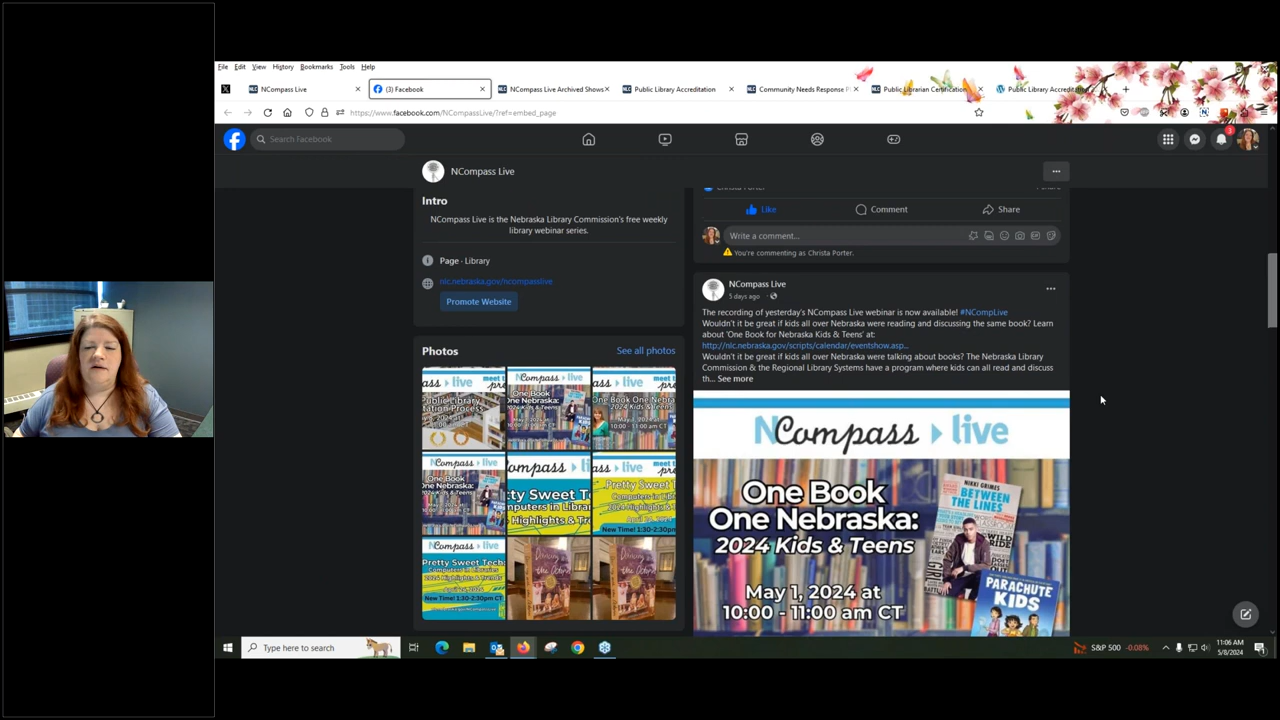 File Edit View History Bookmarks Tools Help
NCompass Live
(3) Facebook
NCompass Live Archived Shows
Public Library Accreditation
Community Needs Response P
Public Librarian Certification
Public Library Accreditation
https://www.facebook.com/NCompassLive/?ref=embed_page
Search Facebook
3
NCompass Live
Intro
NCompass Live is the Nebraska Library Commission's free weekly
library webinar series.
Page · Library
nlc.nebraska.gov/ncompasslive
Promote Website
Photos
See all photos
Like
Comment
Share
Write a comment...
You're commenting as Christa Porter.
NCompass Live
5 days ago
The recording of yesterday's NCompass Live webinar is now available! #NCompLive
Wouldn't it be great if kids all over Nebraska were reading and discussing the same book? Learn
about 'One Book for Nebraska Kids & Teens' at:
http://nlc.nebraska.gov/scripts/calendar/eventshow.asp...
Wouldn't it be great if kids all over Nebraska were talking about books? The Nebraska Library
Commission & the Regional Library Systems have a program where kids can all read and discuss
th... See more
NCompass live
One Book
One Nebraska:
2024 Kids & Teens
May 1, 2024 at
10:00 - 11:00 am CT
NIKKI GRIMES
BETWEEN
THE LINES
PARACHUTE
KIDS
Type here to search
S&P 500 -0.08%
11:06 AM
5/8/2024